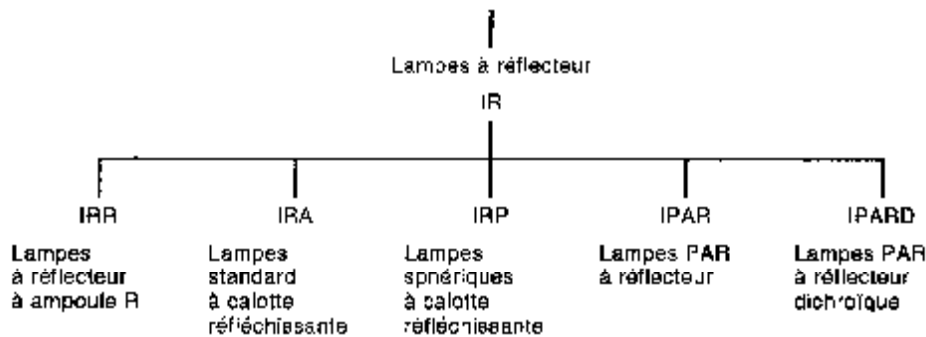 Lampes à réflecteur
IR
IRR
IRA
IRP
IPAR
IPARD
Lampes
à réflecteur
à ampoule R
Lampes
standard
à calotte
réfléchissante
Lampes
sphériques
à calotte
réfléchissante
Lampes PAR
à réflecteur
Lampes PAR
à réflecteur
dichroïque